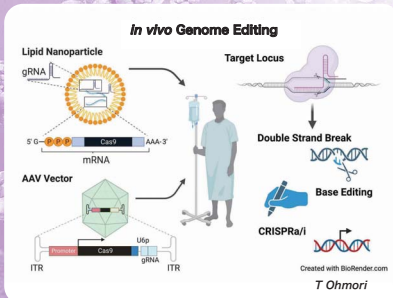 In vivo Genome Editing
Lipid Nanoparticle
gRNA
5' G
P P P
Cas9
AAA-3'
mRNA
AAV Vector
Promoter
Cas9
U6p
gRNA
ITR
ITR
Target Locus
Double Strand Break
Base Editing
CRISPRa/i
Created with BioRender.com
T Ohmori